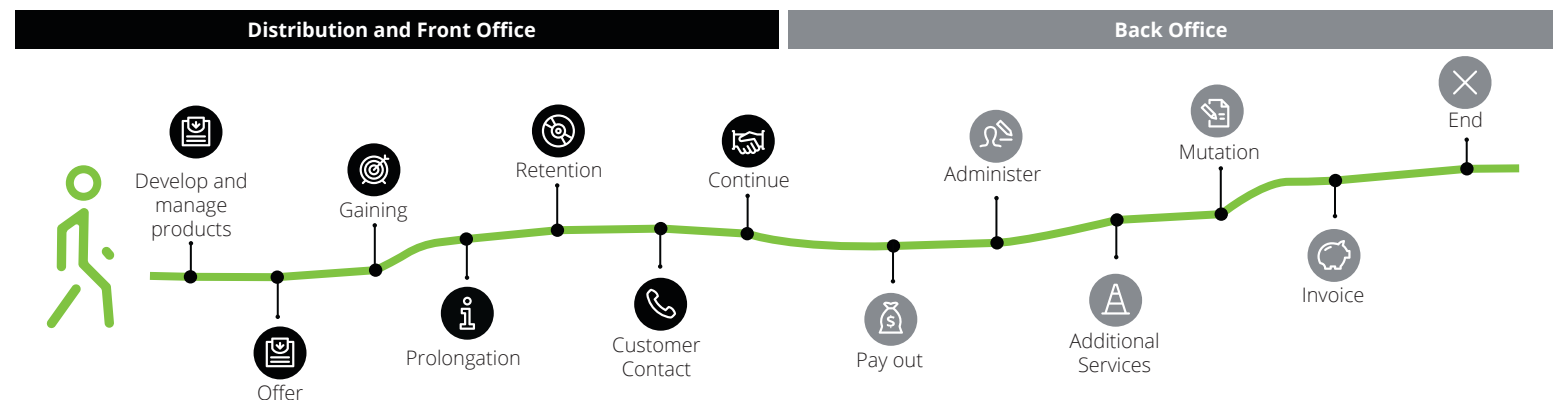 Distribution and Front Office
Back Office
Develop and
manage
products
Offer
Gaining
Prolongation
Retention
Customer
Contact
Continue
Pay out
$
Administer
Additional
Services
Mutation
Invoice
End